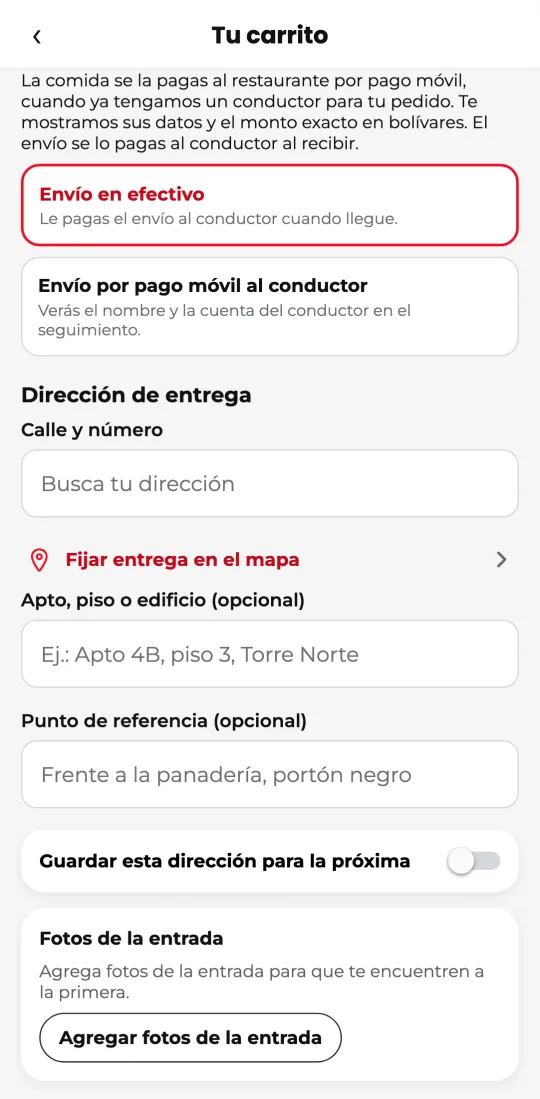 Tu carrito
La comida se la pagas al restaurante por pago móvil,
cuando ya tengamos un conductor para tu pedido. Te
mostramos sus datos y el monto exacto en bolívares. El
envío se lo pagas al conductor al recibir.
Envío en efectivo
Le pagas el envío al conductor cuando llegue.
Envío por pago móvil al conductor
Verás el nombre y la cuenta del conductor en el
seguimiento.
Dirección de entrega
Calle y número
Busca tu dirección
Fijar entrega en el mapa
Apto, piso o edificio (opcional)
Ej.: Apto 4B, piso 3, Torre Norte
Punto de referencia (opcional)
Frente a la panadería, portón negro
Guardar esta dirección para la próxima
Fotos de la entrada
Agrega fotos de la entrada para que te encuentren a
la primera.
Agregar fotos de la entrada